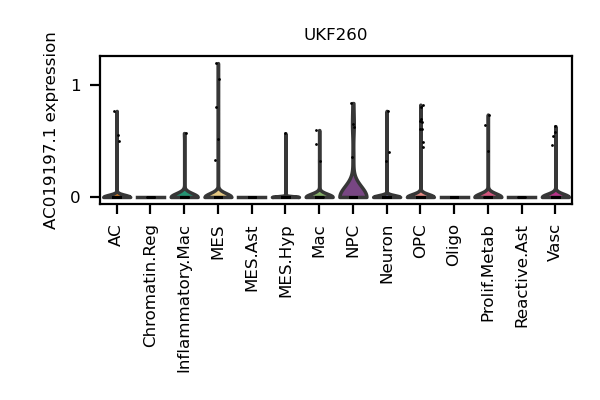 UKF260
AC019197.1 expression
1
0
AC
Chromatin.Reg
Inflammatory.Mac
MES
MES.Ast
MES.Hyp
Mac
NPC
Neuron
OPC
Oligo
Prolif.Metab
Reactive.Ast
Vasc